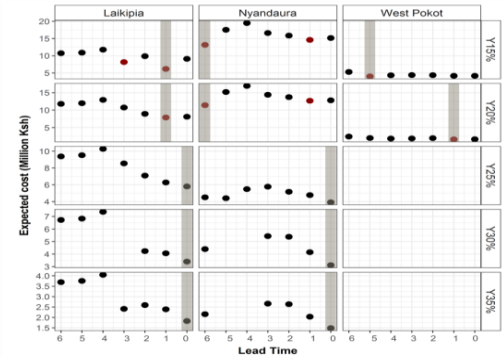 Laikipia Nyandaura West Pokot
20
15
10
5
Y15%
15
10
5
Y20%
10
8
6
4
Y25%
7
6
5
4
3
Y30%
4.0
3.5
3.0
2.5
2.0
1.5
Y35%
Expected cost (Million Ksh)
6 5 4 3 2 1 0 6 5 4 3 2 1 0 6 5 4 3 2 1 0
Lead Time